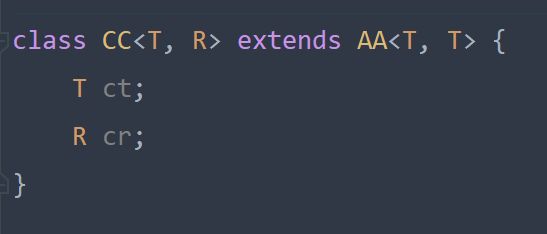 class CC<T, R> extends AA<T, T> {
T ct;
R cr;
}